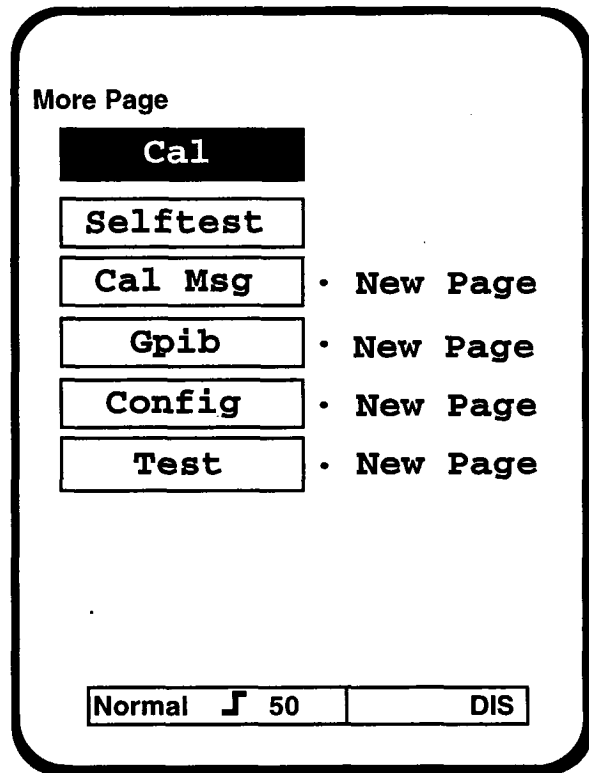 More Page
Cal
Selftest
Cal Msg · New Page
Gpib · New Page
Config · New Page
Test · New Page
Normal 50 DIS